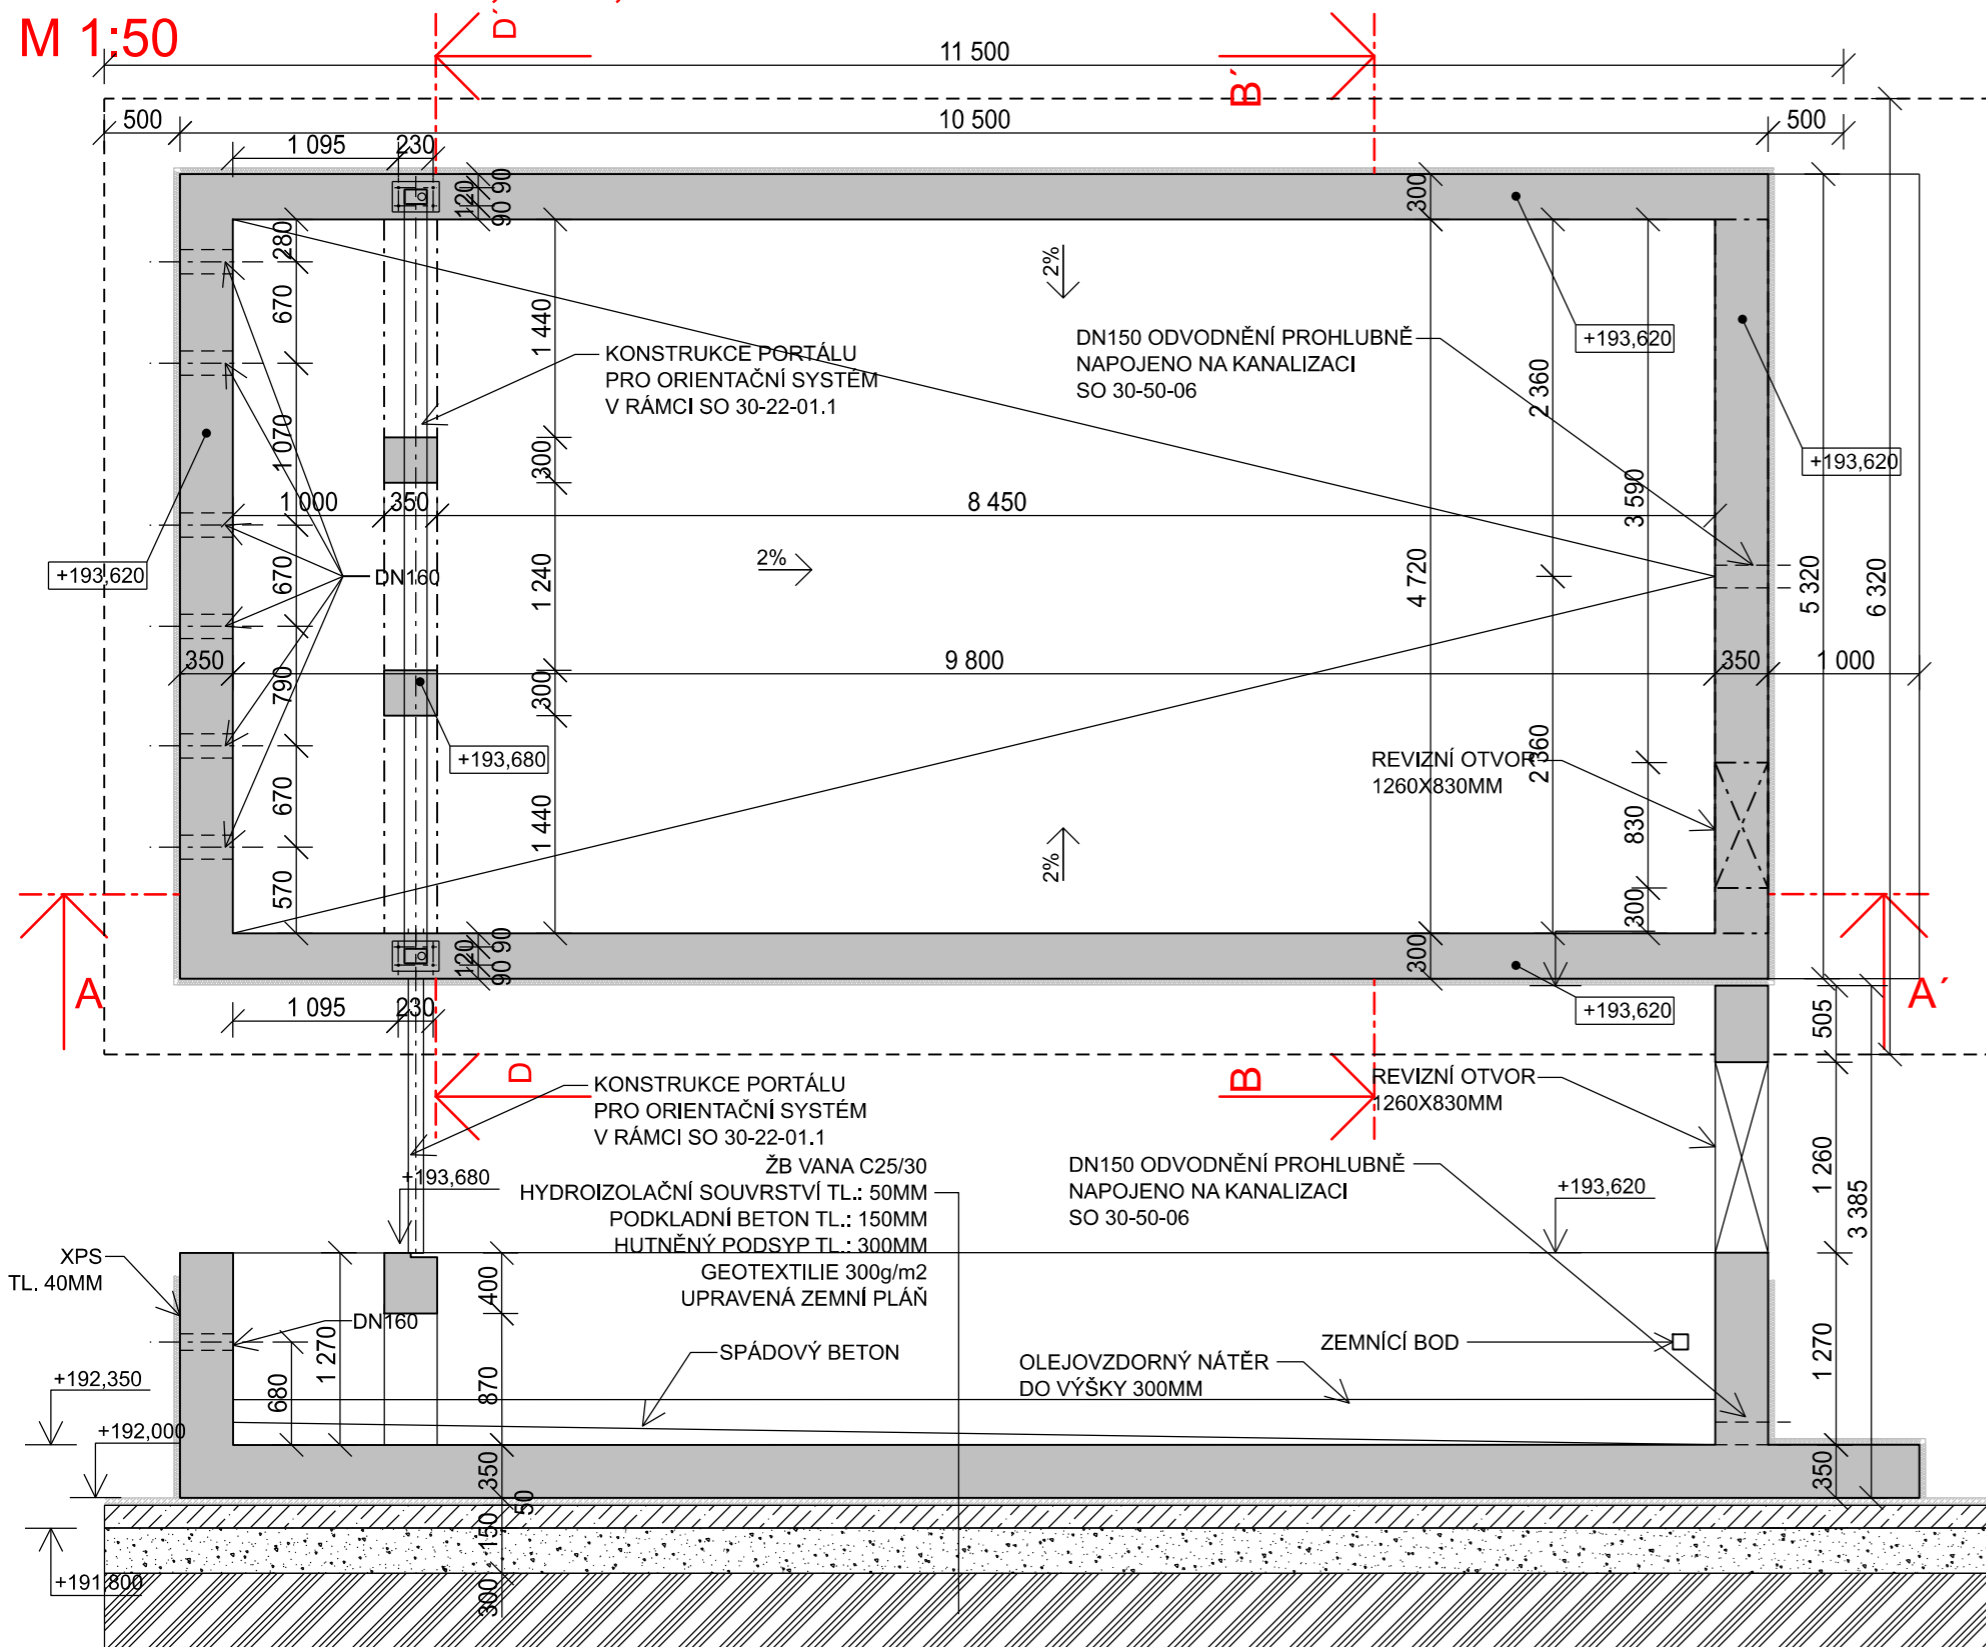 M 1:50
D´
B´
11 500
500
10 500
500
1 095
230
120
90
90
300
280
670
1 070
670
790
670
570
1 440
300
1 240
300
1 440
2%
KONSTRUKCE PORTÁLU
PRO ORIENTAČNÍ SYSTÉM
V RÁMCI SO 30-22-01.1
DN150 ODVODNĚNÍ PROHLUBNĚ
NAPOJENO NA KANALIZACI
SO 30-50-06
+193,620
+193,620
2 360
3 590
1 000
350
8 450
+193,620
DN160
2%
4 720
5 320
6 320
350
9 800
350
1 000
+193,680
2 360
REVIZNÍ OTVOR
1260X830MM
830
2%
300
300
120
90
90
A
A´
1 095
230
+193,620
505
D
B
KONSTRUKCE PORTÁLU
PRO ORIENTAČNÍ SYSTÉM
V RÁMCI SO 30-22-01.1
REVIZNÍ OTVOR
1260X830MM
+193,680
ŽB VANA C25/30
HYDROIZOLAČNÍ SOUVRSTVÍ TL.: 50MM
PODKLADNÍ BETON TL.: 150MM
HUTNĚNÝ PODSYP TL.: 300MM
GEOTEXTILIE 300g/m2
UPRAVENÁ ZEMNÍ PLÁŇ
DN150 ODVODNĚNÍ PROHLUBNĚ
NAPOJENO NA KANALIZACI
SO 30-50-06
+193,620
1 260
3 385
XPS
TL. 40MM
400
DN160
1 270
680
870
SPÁDOVÝ BETON
OLEJOVZDORNÝ NÁTĚR
DO VÝŠKY 300MM
ZEMNÍCÍ BOD
1 270
+192,350
+192,000
350
50
150
300
350
+191,800